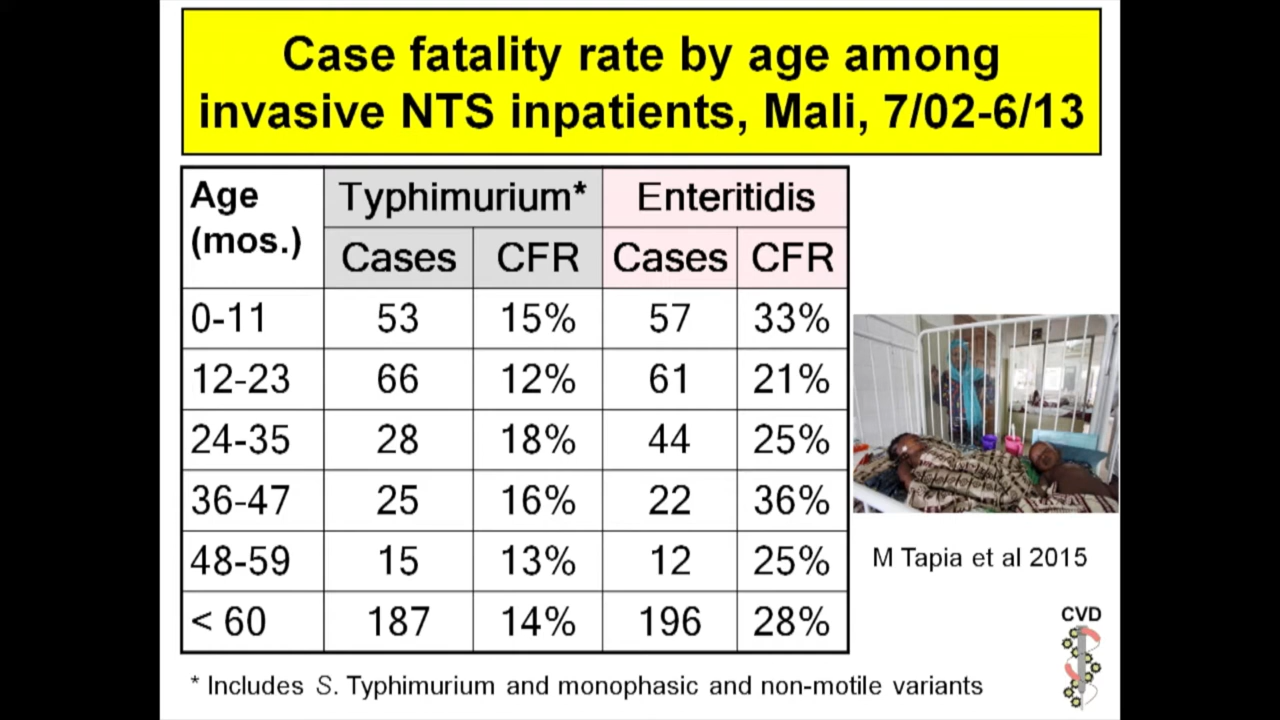 Case fatality rate by age among
invasive NTS inpatients, Mali, 7/02-6/13
Age (mos.) Typhimurium* Enteritidis
Cases CFR Cases CFR
0-11 53 15% 57 33%
12-23 66 12% 61 21%
24-35 28 18% 44 25%
36-47 25 16% 22 36%
48-59 15 13% 12 25%
< 60 187 14% 196 28%
M Tapia et al 2015
CVD
* Includes S. Typhimurium and monophasic and non-motile variants